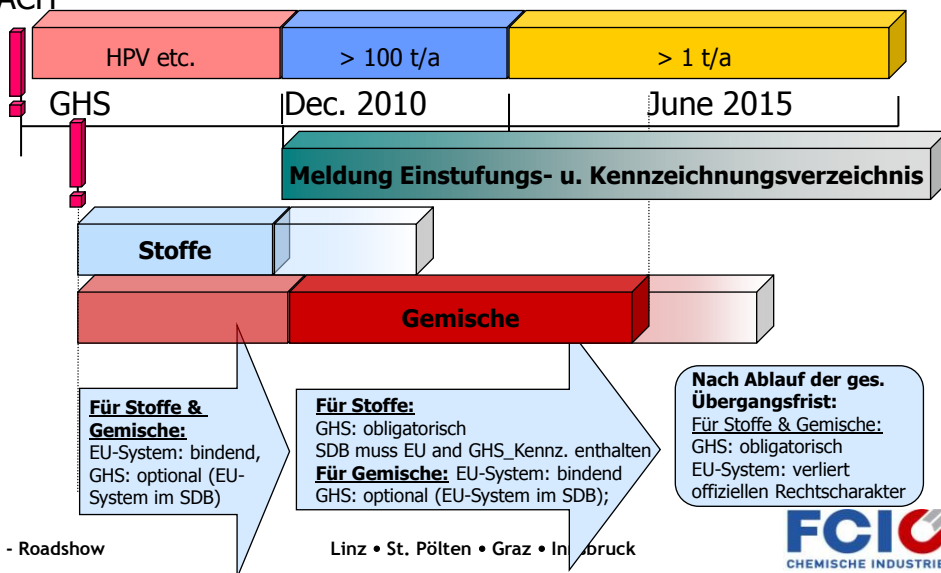 HPV etc.
> 100 t/a
> 1 t/a
GHS
Dec. 2010
June 2015
Meldung Einstufungs- u. Kennzeichnungsverzeichnis
Stoffe
Gemische
Für Stoffe &
Gemische:
EU-System: bindend,
GHS: optional (EU-
System im SDB)
Für Stoffe:
GHS: obligatorisch
SDB muss EU and GHS_Kennz. enthalten
Für Gemische: EU-System: bindend
GHS: optional (EU-System im SDB);
Nach Ablauf der ges.
Übergangsfrist:
Für Stoffe & Gemische:
GHS: obligatorisch
EU-System: verliert
offiziellen Rechtscharakter
- Roadshow
Linz • St. Pölten • Graz •
FCIO
CHEMISCHE INDUSTRIE